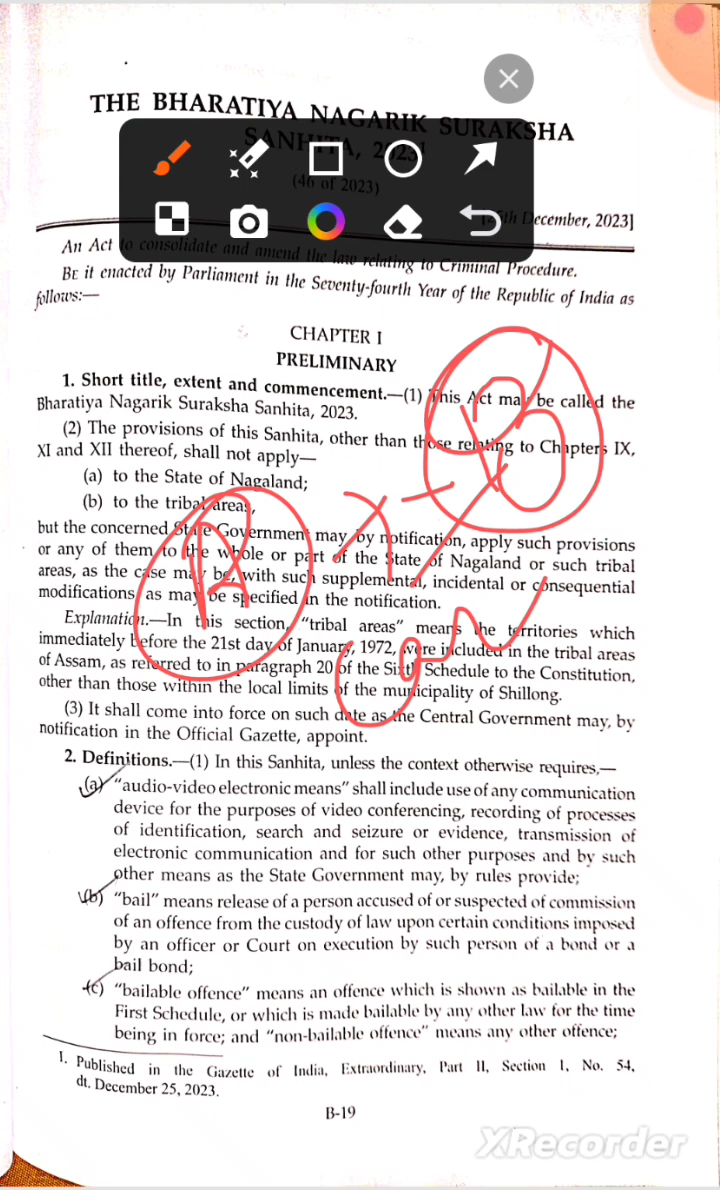 THE BHARATIYA NAGARIK SURAKSHA
SANHITA, 2023¹
(46 of 2023)
December, 2023]
An Act to consolidate and amend the law relating to Criminal Procedure.
BE it enacted by Parliament in the Seventy-fourth Year of the Republic of India as
follows:—
CHAPTER I
PRELIMINARY
1. Short title, extent and commencement.—(1) This Act may be called the
Bharatiya Nagarik Suraksha Sanhita, 2023.
(2) The provisions of this Sanhita, other than those relating to Chapters IX,
XI and XII thereof, shall not apply—
(a) to the State of Nagaland;
(b) to the tribal areas,
but the concerned State Government may, by notification, apply such provisions
or any of them to the whole or part of the State of Nagaland or such tribal
areas, as the case may be, with such supplemental, incidental or consequential
modifications, as may be specified in the notification.
Explanation.—In this section, “tribal areas” means the territories which
immediately before the 21st day of January, 1972, were included in the tribal areas
of Assam, as referred to in paragraph 20 of the Sixth Schedule to the Constitution,
other than those within the local limits of the municipality of Shillong.
(3) It shall come into force on such date as the Central Government may, by
notification in the Official Gazette, appoint.
2. Definitions.—(1) In this Sanhita, unless the context otherwise requires,—
(a) “audio-video electronic means” shall include use of any communication
device for the purposes of video conferencing, recording of processes
of identification, search and seizure or evidence, transmission of
electronic communication and for such other purposes and by such
other means as the State Government may, by rules provide;
(b) “bail” means release of a person accused of or suspected of commission
of an offence from the custody of law upon certain conditions imposed
by an officer or Court on execution by such person of a bond or a
bail bond;
(c) “bailable offence” means an offence which is shown as bailable in the
First Schedule, or which is made bailable by any other law for the time
being in force; and “non-bailable offence” means any other offence;
1. Published in the Gazette of India, Extraordinary, Part II, Section 1, No. 54,
dt. December 25, 2023.
B-19
XRecorder